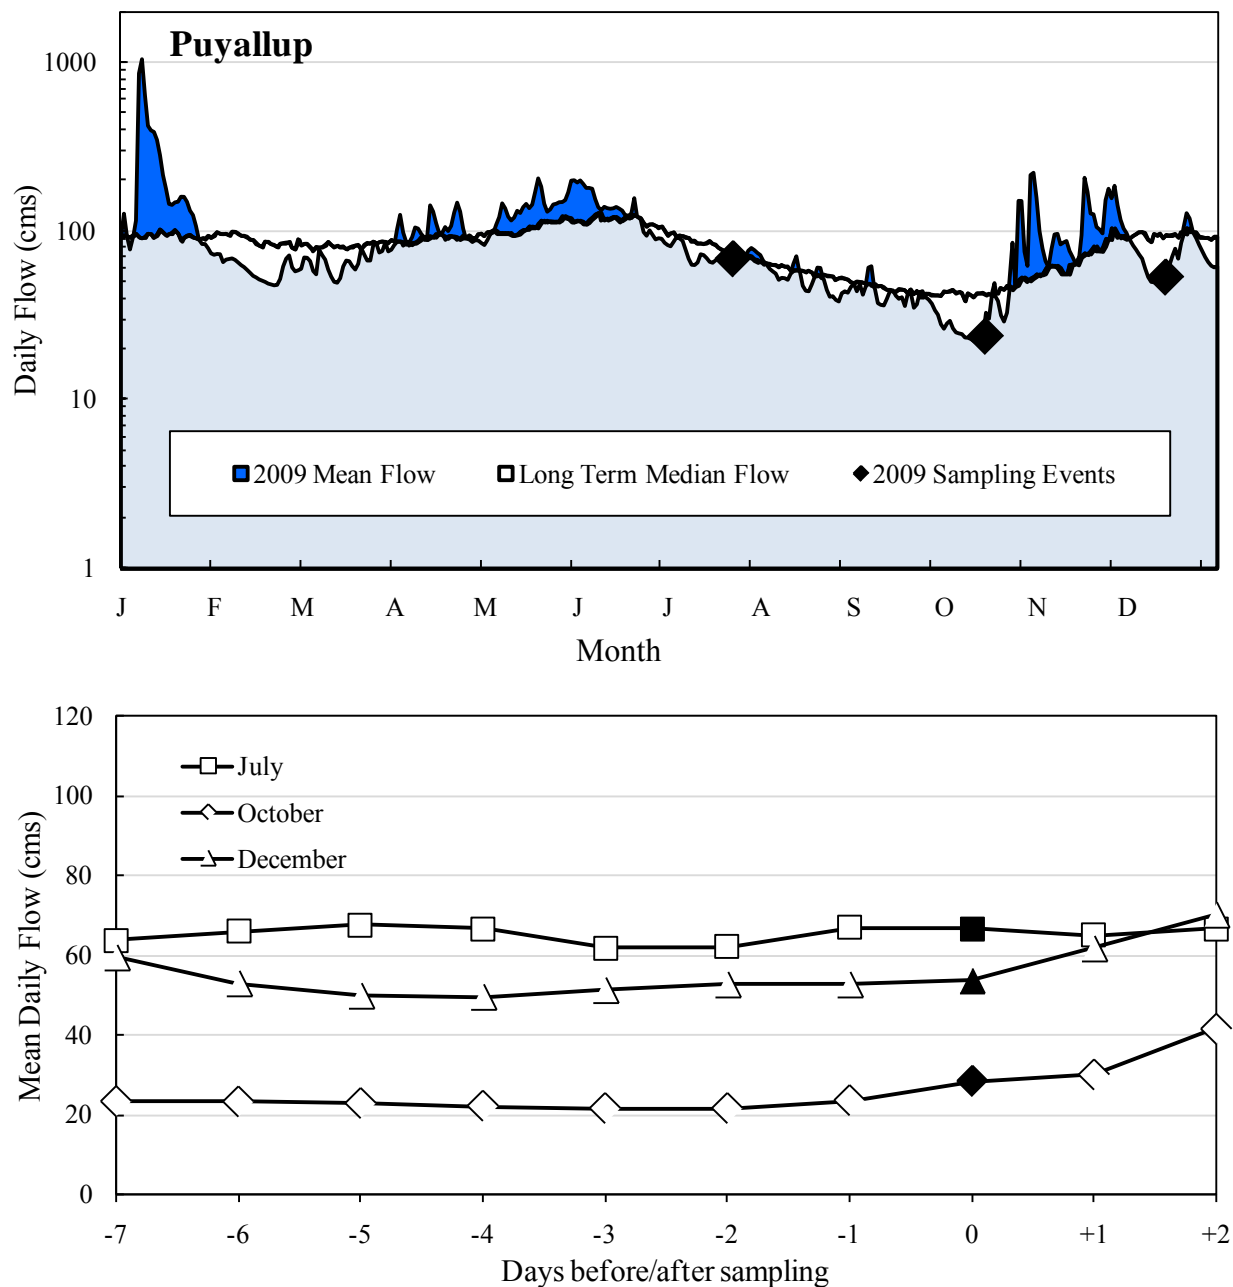 Puyallup
1000
100
10
1
Daily Flow (cms)
2009 Mean Flow Long Term Median Flow 2009 Sampling Events
J F M A M J J A S O N D
Month
120
100
80
60
40
20
0
Mean Daily Flow (cms)
July
October
December
-7 -6 -5 -4 -3 -2 -1 0 +1 +2
Days before/after sampling